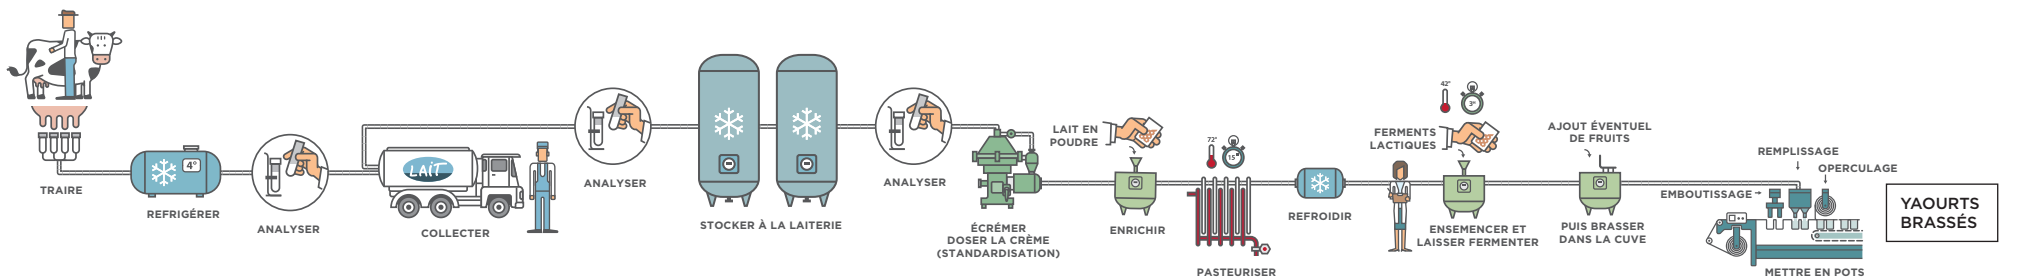 TRAIRE
4°
REFRIGÉRER
ANALYSER
LAIT
COLLECTER
ANALYSER
STOCKER À LA LAITERIE
ANALYSER
ÉCRÉMER
DOSER LA CRÈME
(STANDARDISATION)
LAIT EN
POUDRE
ENRICHIR
72°
15"
PASTEURISER
REFROIDIR
42°
3H
FERMENTS
LACTIQUES
ENSEMENCER ET
LAISSER FERMENTER
AJOUT ÉVENTUEL
DE FRUITS
PUIS BRASSER
DANS LA CUVE
REMPLISSAGE
OPERCULAGE
EMBOUTISSAGE
METTRE EN POTS
YAOURTS
BRASSÉS